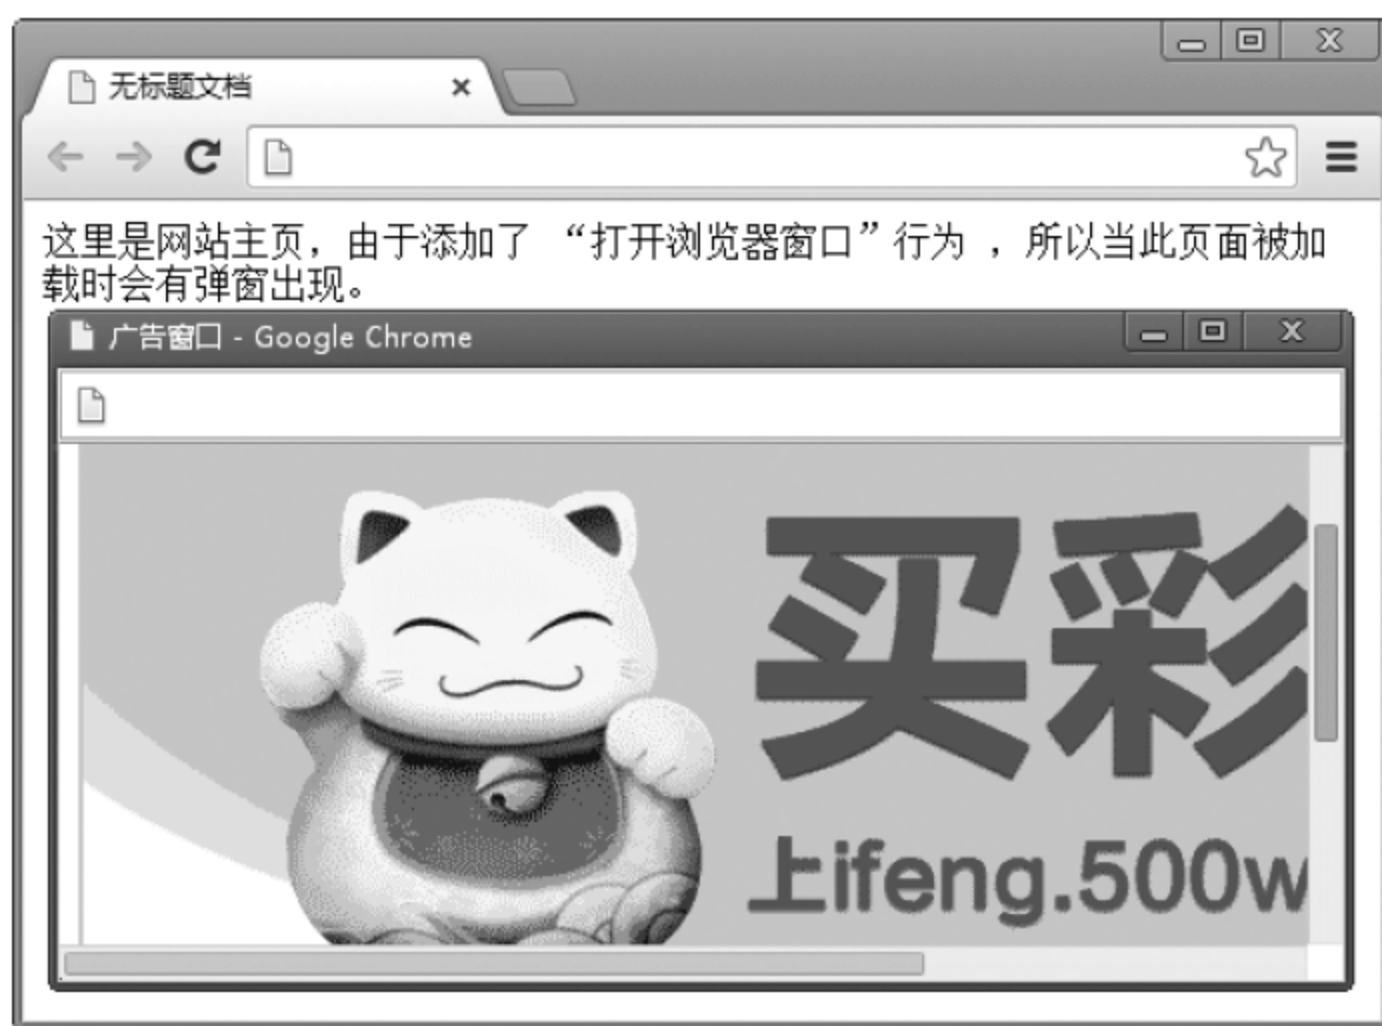 无标题文档
这里是网站主页，由于添加了 “打开浏览器窗口”行为 ，所以当此页面被加
载时会有弹窗出现。
广告窗口 - Google Chrome
买彩
上ifeng.500w